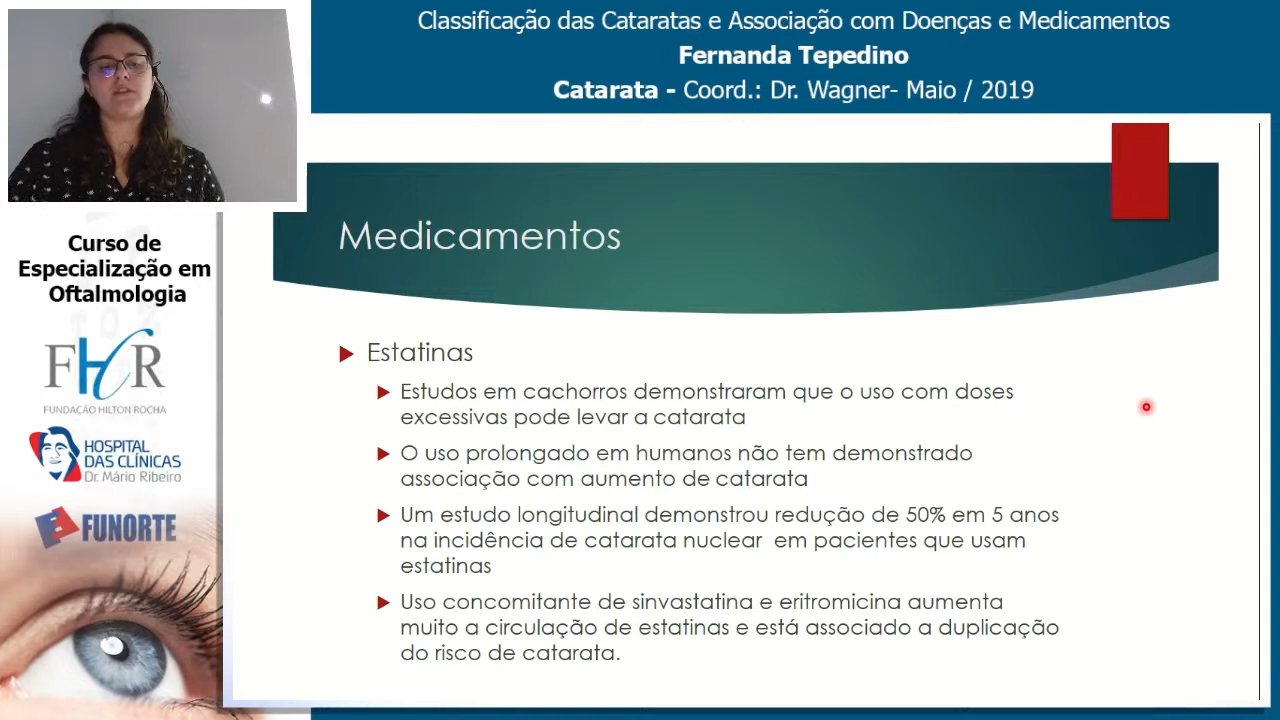 Classificação das Cataratas e Associação com Doenças e Medicamentos
Fernanda Tepedino
Catarata - Coord.: Dr. Wagner- Maio / 2019
Curso de
Especialização em
Oftalmologia
FHCR
FUNDAÇÃO HILTON ROCHA
HOSPITAL
DAS CLÍNICAS
Dr. Mário Ribeiro
FUNORTE
Medicamentos
Estatinas
Estudos em cachorros demonstraram que o uso com doses
excessivas pode levar a catarata
O uso prolongado em humanos não tem demonstrado
associação com aumento de catarata
Um estudo longitudinal demonstrou redução de 50% em 5 anos
na incidência de catarata nuclear em pacientes que usam
estatinas
Uso concomitante de sinvastatina e eritromicina aumenta
muito a circulação de estatinas e está associado a duplicação
do risco de catarata.